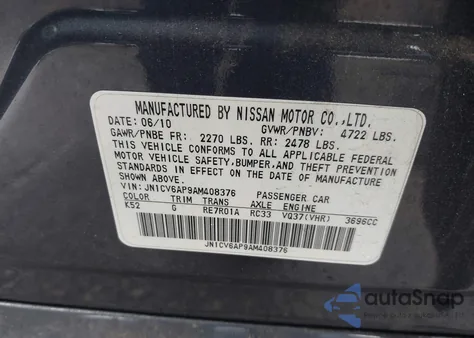 MANUFACTURED BY NISSAN MOTOR CO.,LTD.
DATE: 06/10 GVWR/PNBV: 4722 LBS.
GAWR/PNBE FR: 2270 LBS. RR: 2478 LBS.
THIS VEHICLE CONFORMS TO ALL APPLICABLE FEDERAL
MOTOR VEHICLE SAFETY, BUMPER, AND THEFT PREVENTION
STANDARDS IN EFFECT ON THE DATE OF MANUFACTURE
SHOWN ABOVE.
VIN: JN1CV6AP9AM408376 PASSENGER CAR
COLOR TRIM TRANS AXLE ENGINE
K52 G RE7R01A RC33 VQ37(VHR) 3696CC
JN1CV6AP9AM408376
autoSnap